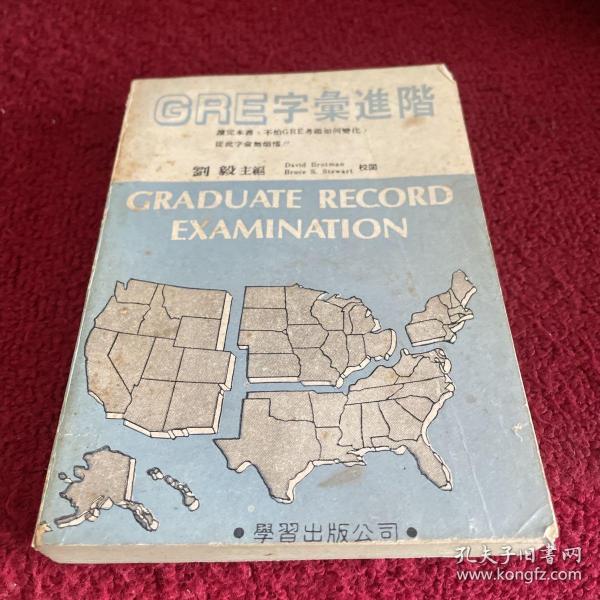 GRE字彙進階
讀完本書,不怕GRE考題如何變化,
從此字彙無煩惱!!
主編 David Brotman
Bruce S. Stewart 校閱
GRADUATE RECORD
EXAMINATION
●學習出版公司●
孔夫子旧书网
www.kongfz.com